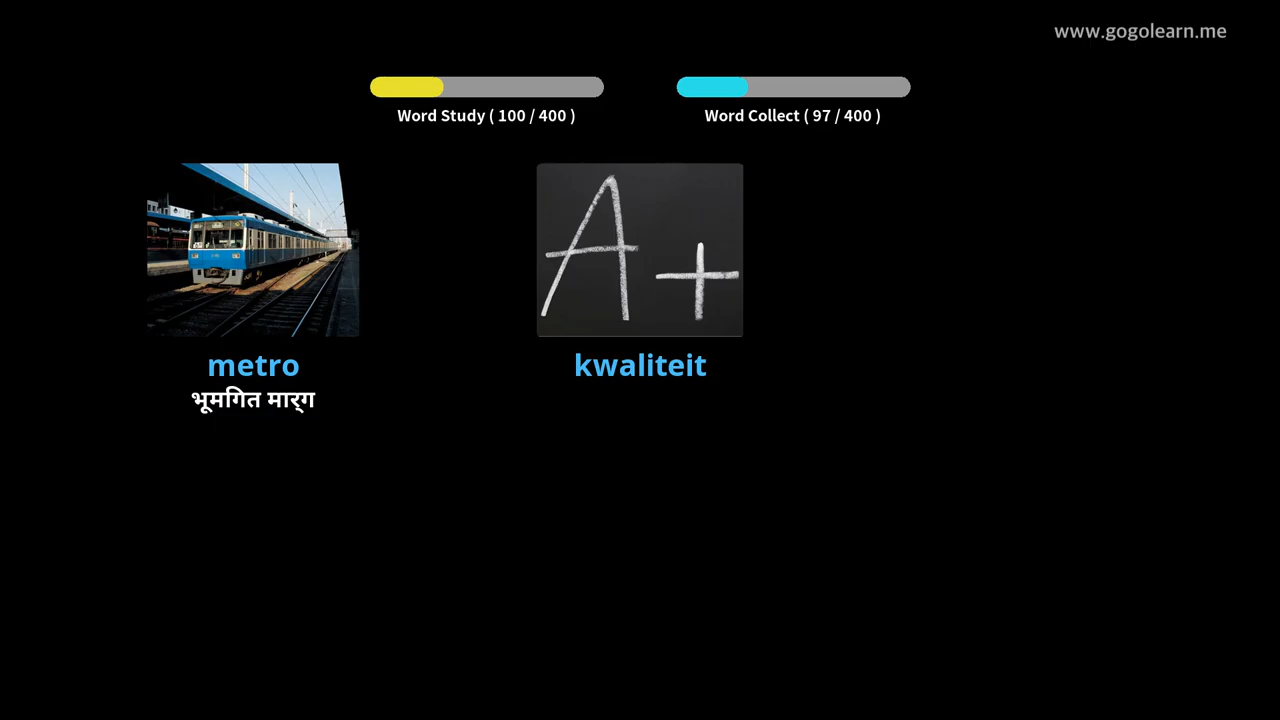 www.gogolearn.me
Word Study ( 100 / 400 )
Word Collect ( 97 / 400 )
A+
metro
kwaliteit
भूमगित मार्‌ग